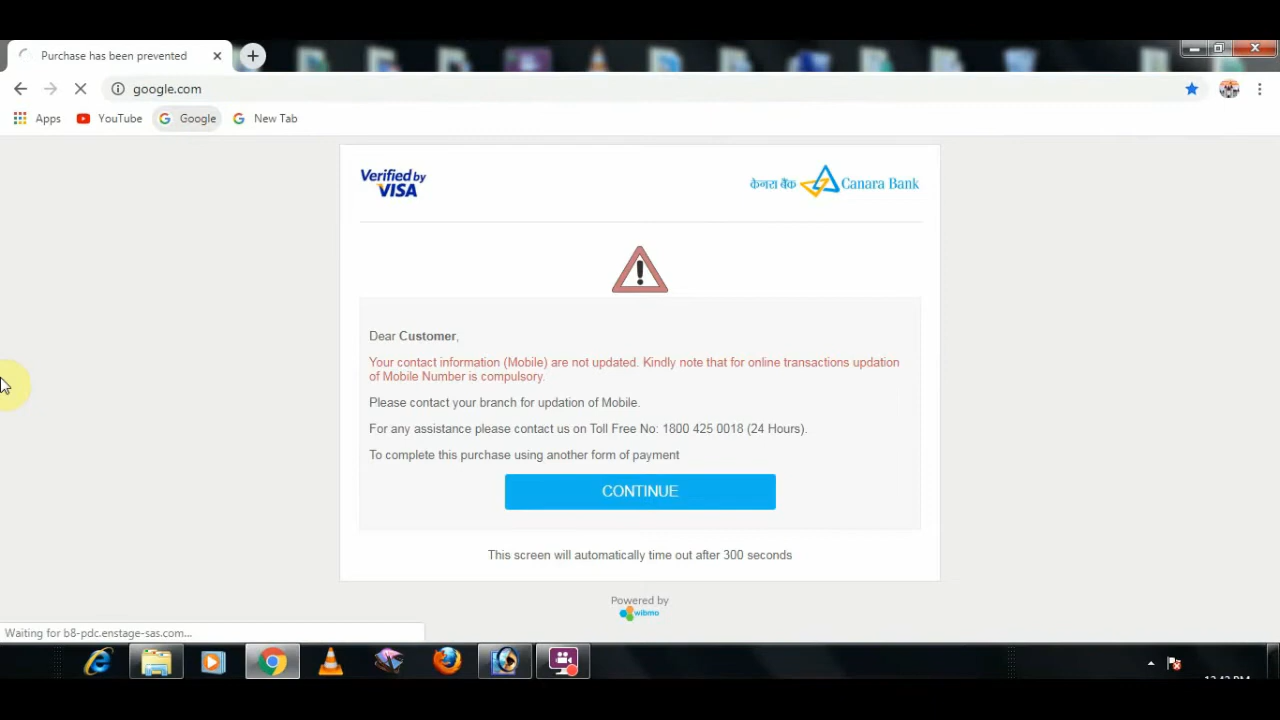 Purchase has been prevented
google.com
Apps
YouTube
Google
New Tab
Verified by
VISA
केनरा बैंक
Canara Bank
Dear Customer,
Your contact information (Mobile) are not updated. Kindly note that for online transactions updation
of Mobile Number is compulsory.
Please contact your branch for updation of Mobile.
For any assistance please contact us on Toll Free No: 1800 425 0018 (24 Hours).
To complete this purchase using another form of payment
CONTINUE
This screen will automatically time out after 300 seconds
Powered by
wibmo
Waiting for b8-pdc.enstage-sas.com...